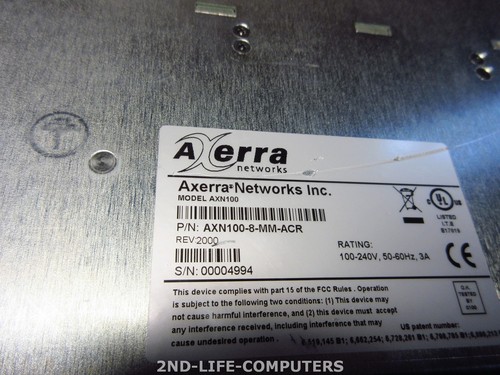 Axerra
networks
Axerra® Networks Inc.
MODEL AXN100
P/N: AXN100-8-MM-ACR
REV:2000
S/N: 00004994
RATING:
100-240V, 50-60Hz, 3A
UL
LISTED
I.T.E
CE
This device complies with part 15 of the FCC Rules . Operation
is subject to the following two conditions: (1) This device may
not cause harmful interference, and (2) this device must accept
any interference received, including interference that
may cause undesired
US patent number:
2ND-LIFE-COMPUTERS